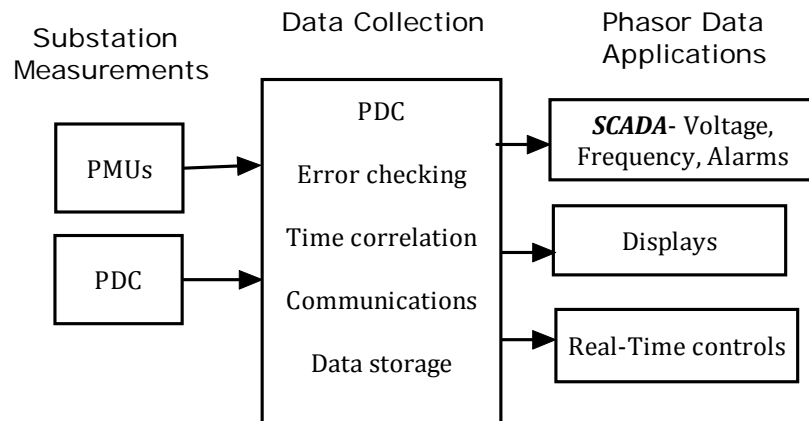 Substation
Measurements
Data Collection
Phasor Data
Applications
PMUs
PDC
PDC
Error checking
Time correlation
Communications
Data storage
SCADA- Voltage,
Frequency, Alarms
Displays
Real-Time controls